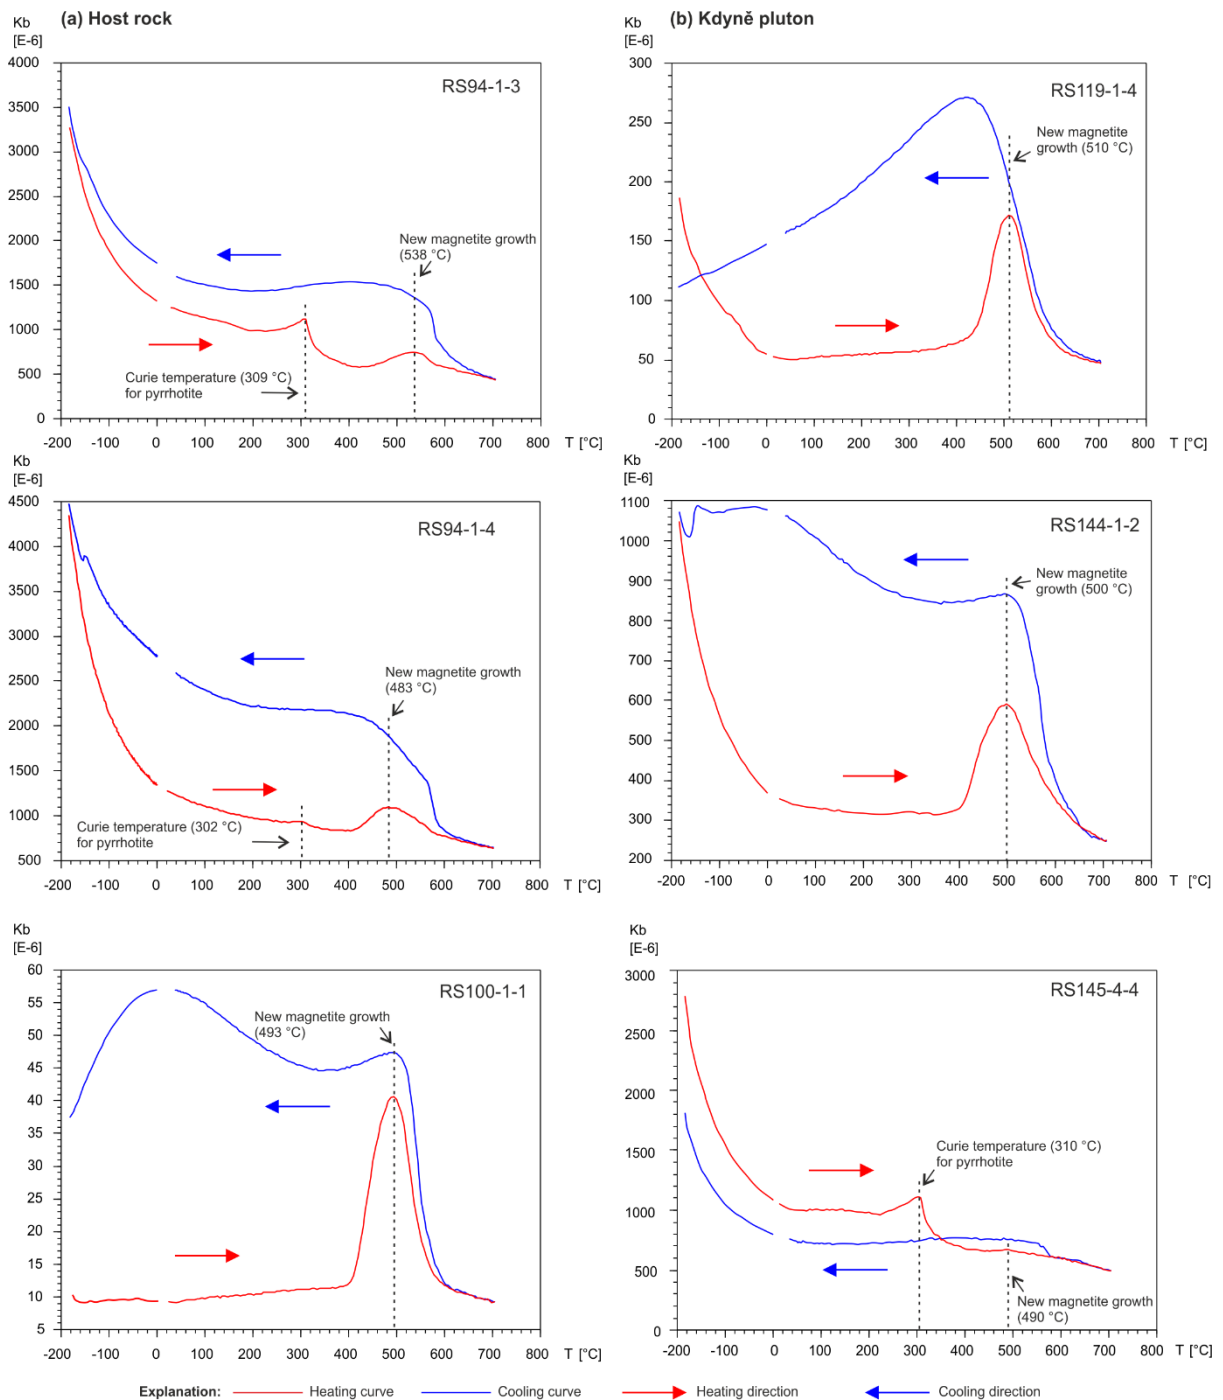 (a) Host rock
Kb
[E-6]
RS94-1-3
4000
3500
3000
2500
2000
1500
1000
500
0
New magnetite growth
(538 °C)
Curie temperature (309 °C)
for pyrrhotite
-200 -100 0 100 200 300 400 500 600 700 800
T [°C]
(b) Kdyně pluton
Kb
[E-6]
RS119-1-4
300
250
200
150
100
50
0
New magnetite
growth (510 °C)
-200 -100 0 100 200 300 400 500 600 700 800
T [°C]
Kb
[E-6]
RS94-1-4
4500
4000
3500
3000
2500
2000
1500
1000
500
New magnetite growth
(483 °C)
Curie temperature (302 °C)
for pyrrhotite
-200 -100 0 100 200 300 400 500 600 700 800
T [°C]
Kb
[E-6]
RS144-1-2
1100
1000
900
800
700
600
500
400
300
200
New magnetite
growth (500 °C)
-200 -100 0 100 200 300 400 500 600 700 800
T [°C]
Kb
[E-6]
RS100-1-1
60
55
50
45
40
35
30
25
20
15
10
5
New magnetite growth
(493 °C)
-200 -100 0 100 200 300 400 500 600 700 800
T [°C]
Kb
[E-6]
RS145-4-4
3000
2500
2000
1500
1000
500
0
Curie temperature (310 °C)
for pyrrhotite
New magnetite growth
(490 °C)
-200 -100 0 100 200 300 400 500 600 700 800
T [°C]
Explanation: Heating curve Cooling curve Heating direction Cooling direction